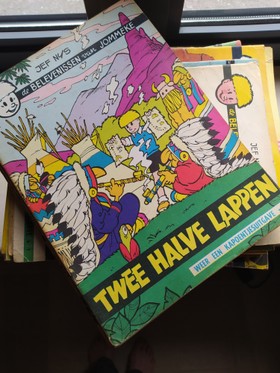 JEF NYS
de BELEVENISSEN van JOMMEKE
TWEE HALVE LAPPEN
WEER EEN KAPOENTJESUITGAVE
JEF